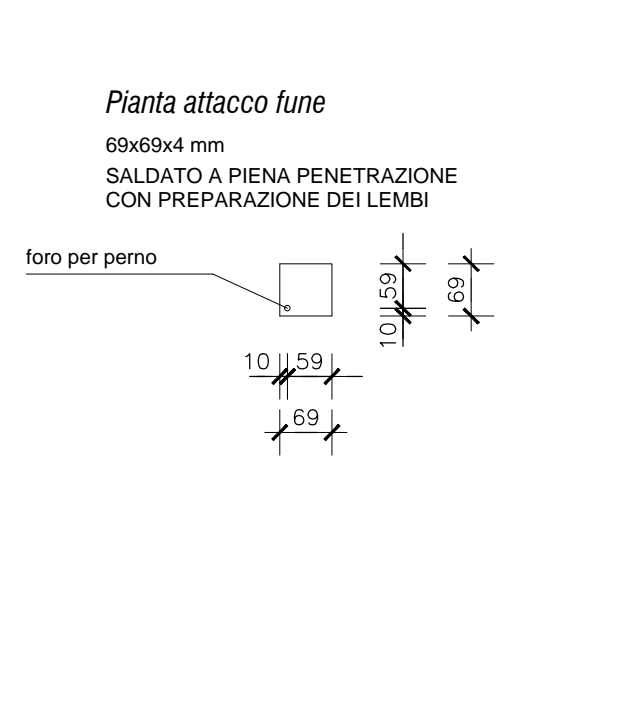 Pianta attacco fune
69x69x4 mm
SALDATO A PIENA PENETRAZIONE
CON PREPARAZIONE DEI LEMBI
foro per perno
59
10
69
10 59
69